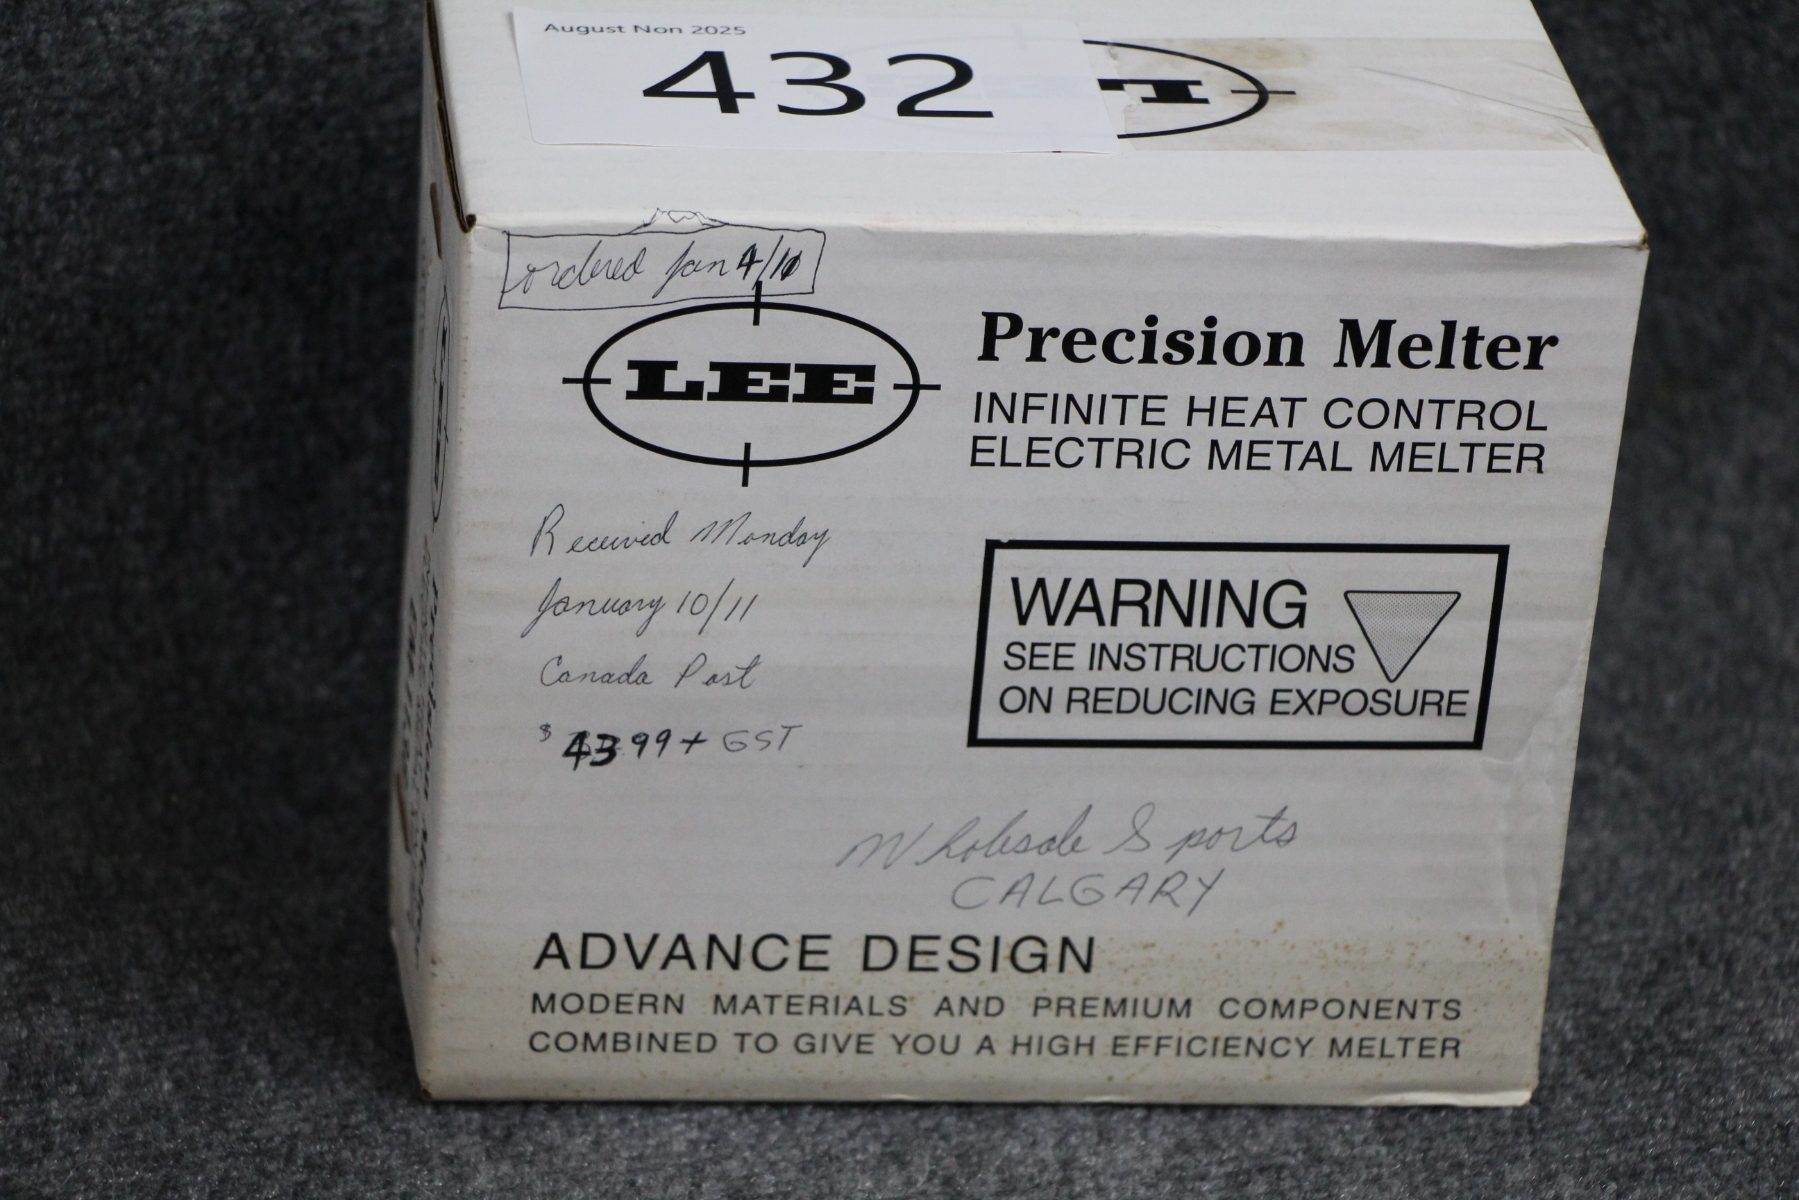 August Non 2025
432
ordered Jan 4/10
LEE
Precision Melter
INFINITE HEAT CONTROL
ELECTRIC METAL MELTER
Received Monday
January 10/11
Canada Post
$ 43 99 + GST
WARNING
SEE INSTRUCTIONS
ON REDUCING EXPOSURE
Wholesale Sports
CALGARY
ADVANCE DESIGN
MODERN MATERIALS AND PREMIUM COMPONENTS
COMBINED TO GIVE YOU A HIGH EFFICIENCY MELTER